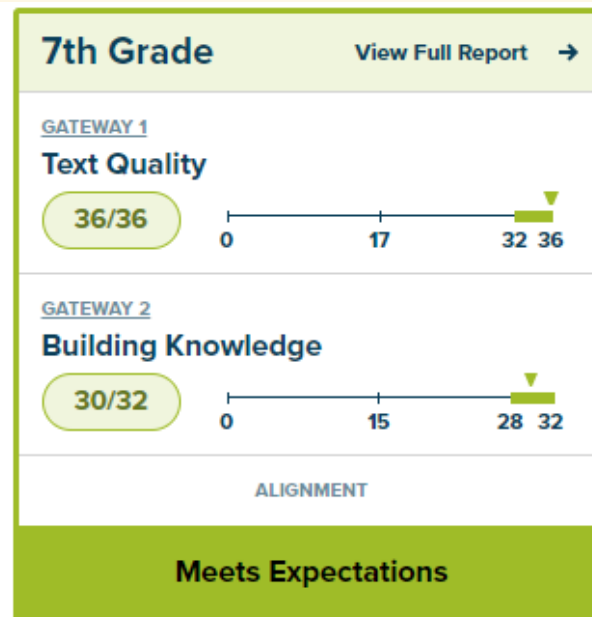 7th Grade View Full Report →
GATEWAY 1
Text Quality
36/36
0 17 32 36
GATEWAY 2
Building Knowledge
30/32
0 15 28 32
ALIGNMENT
Meets Expectations